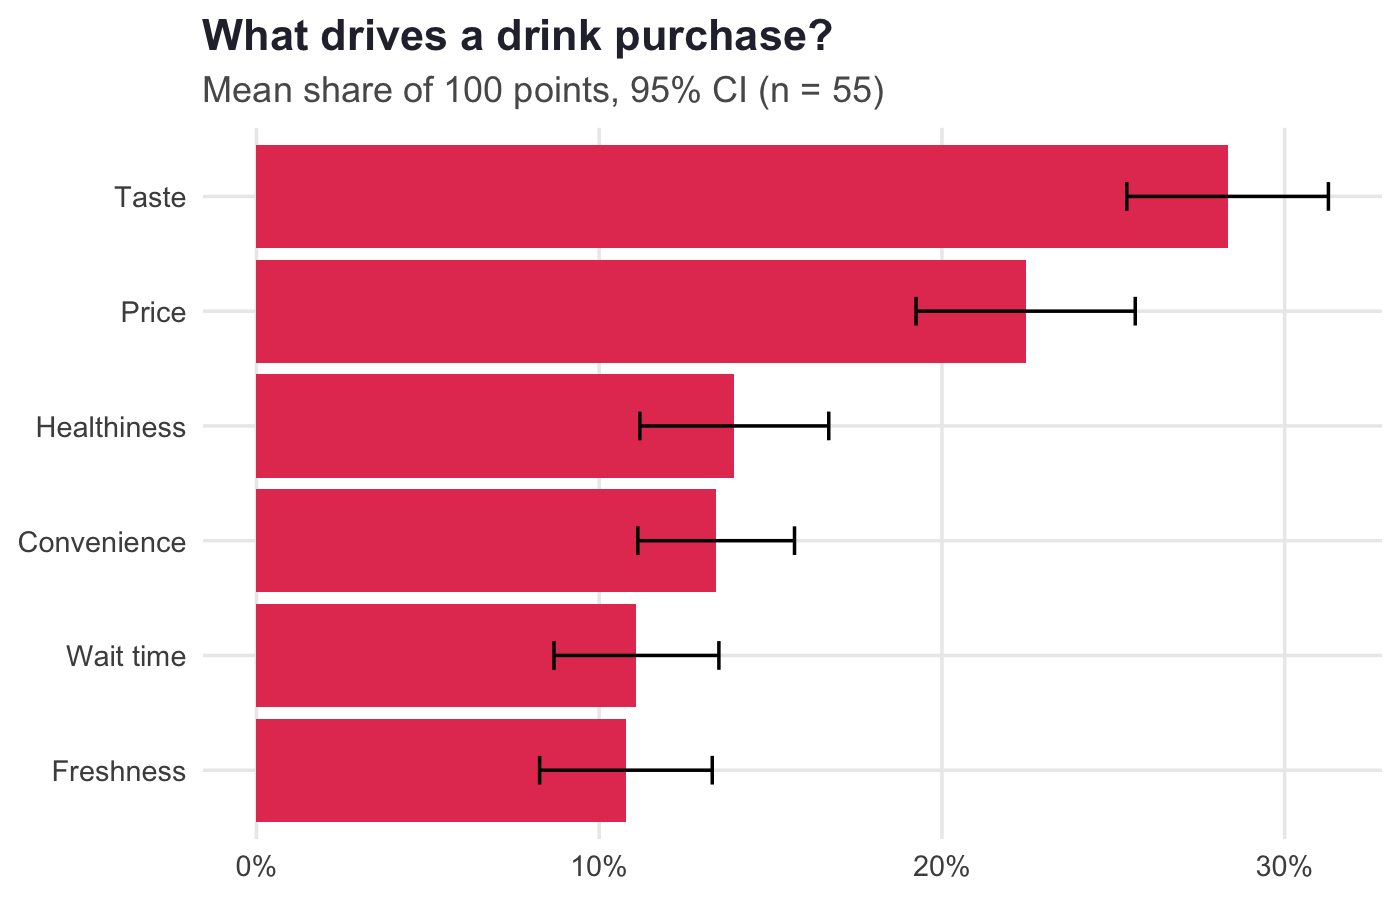 What drives a drink purchase?
Mean share of 100 points, 95% CI (n = 55)
Taste
Price
Healthiness
Convenience
Wait time
Freshness
0% 10% 20% 30%